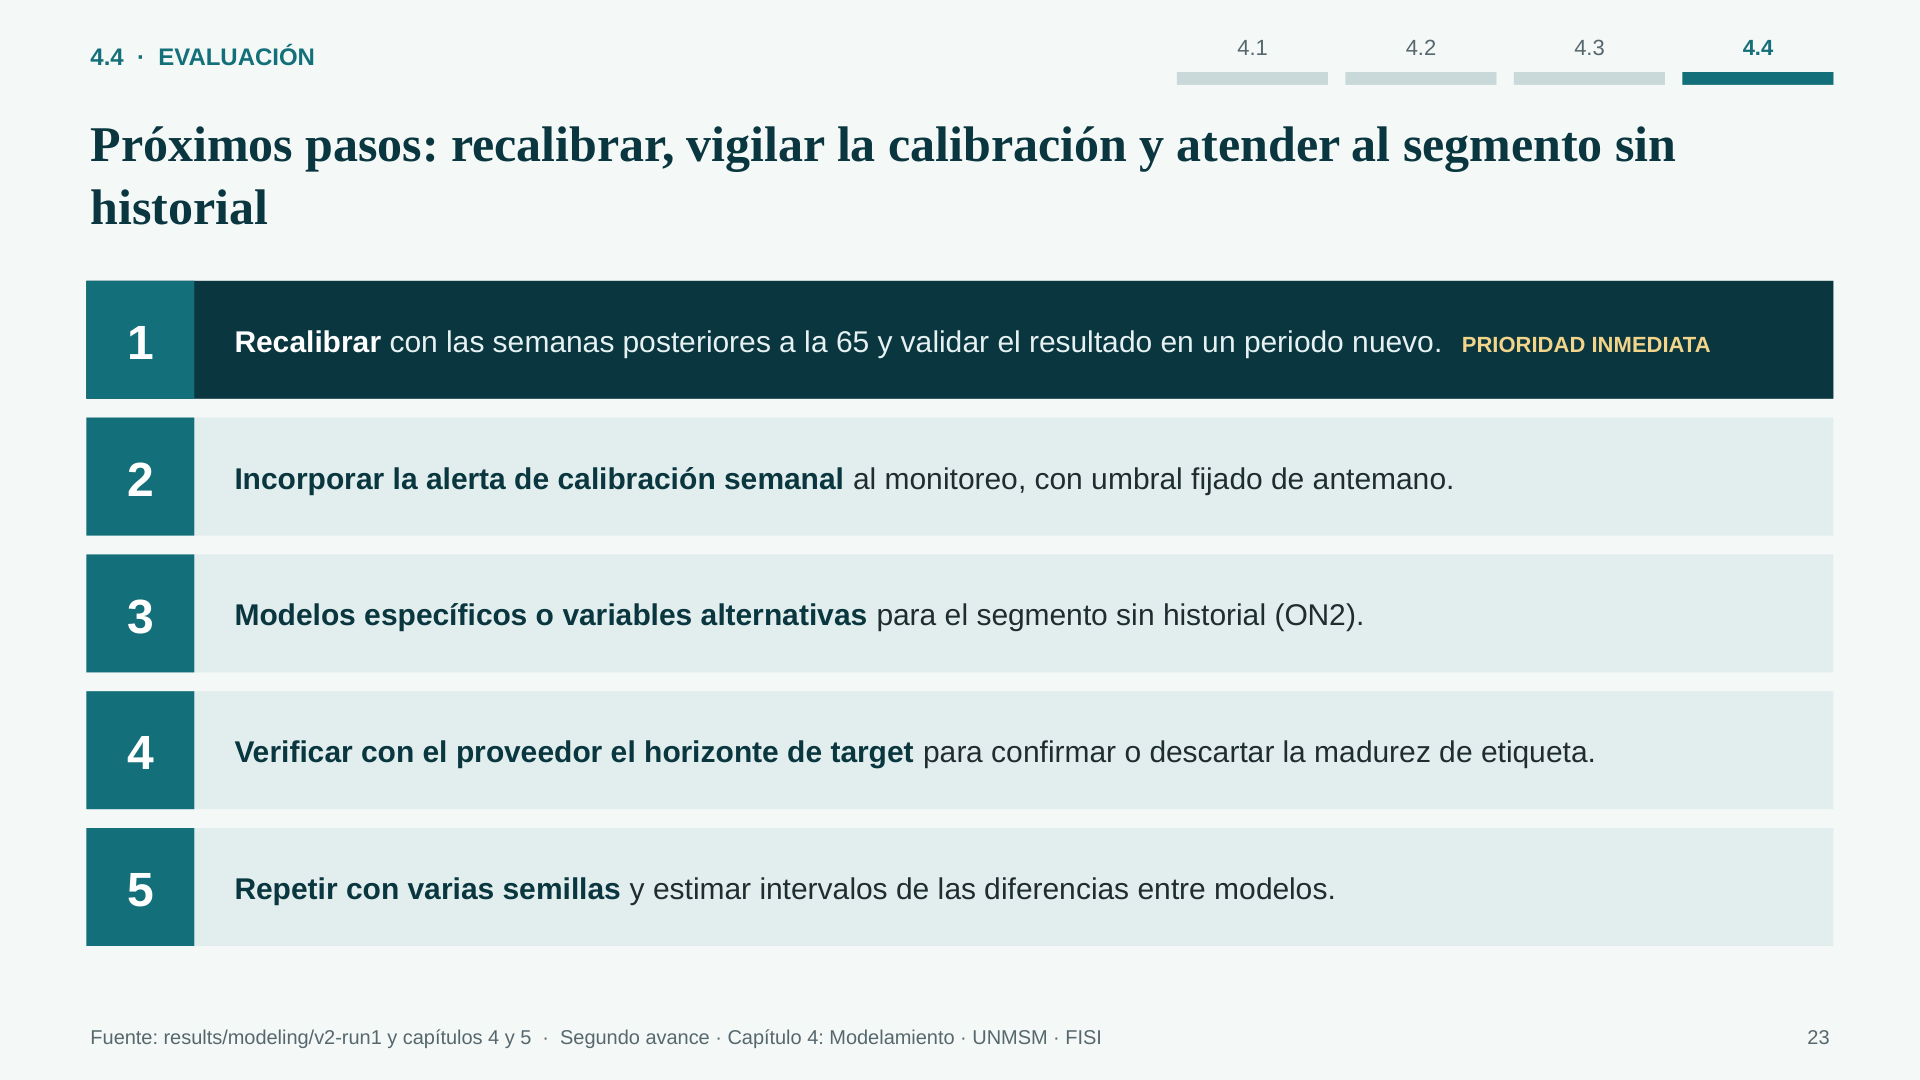 4.4 · EVALUACIÓN
4.1 4.2 4.3 4.4
Próximos pasos: recalibrar, vigilar la calibración y atender al segmento sin
historial
1 Recalibrar con las semanas posteriores a la 65 y validar el resultado en un periodo nuevo. PRIORIDAD INMEDIATA
2 Incorporar la alerta de calibración semanal al monitoreo, con umbral fijado de antemano.
3 Modelos específicos o variables alternativas para el segmento sin historial (ON2).
4 Verificar con el proveedor el horizonte de target para confirmar o descartar la madurez de etiqueta.
5 Repetir con varias semillas y estimar intervalos de las diferencias entre modelos.
Fuente: results/modeling/v2-run1 y capítulos 4 y 5 · Segundo avance · Capítulo 4: Modelamiento · UNMSM · FISI 23